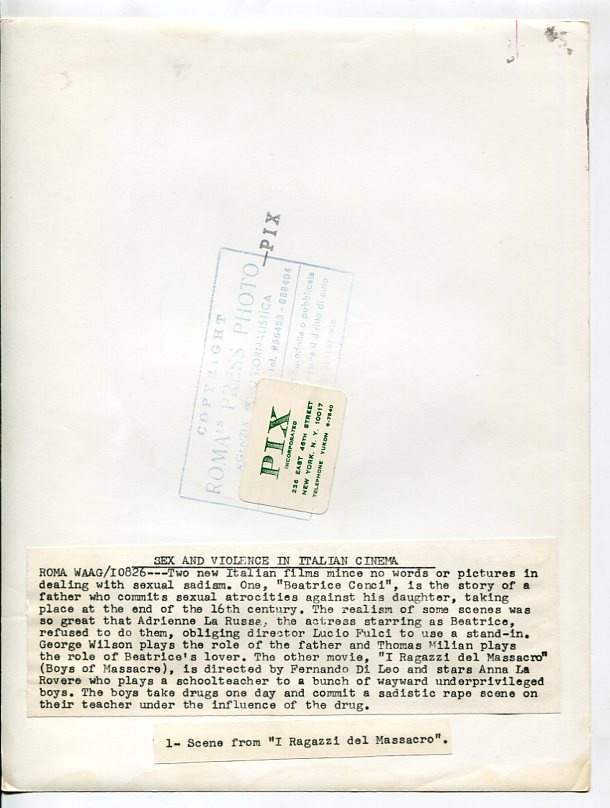 PIX
COPYRIGHT
ROMA'S PRESS PHOTO
Tel. 856453-868404
PIX
INCORPORATED
236 EAST 46TH STREET
NEW YORK, N. Y. 10017
TELEPHONE YUKON 6-7840
SEX AND VIOLENCE IN ITALIAN CINEMA
ROMA WAAG/IO826---Two new Italian films mince no words or pictures in
dealing with sexual sadism. One, "Beatrice Cenci", is the story of a
father who commits sexual atrocities against his daughter, taking
place at the end of the 16th century. The realism of some scenes was
so great that Adrienne La Russa, the actress starring as Beatrice,
refused to do them, obliging director Lucio Fulci to use a stand-in.
George Wilson plays the role of the father and Thomas Milian plays
the role of Beatrice's lover. The other movie, "I Ragazzi del Massacro"
(Boys of Massacre), is directed by Fernando Di Leo and stars Anna La
Rovere who plays a schoolteacher to a bunch of wayward underprivileged
boys. The boys take drugs one day and commit a sadistic rape scene on
their teacher under the influence of the drug.
1- Scene from "I Ragazzi del Massacro".